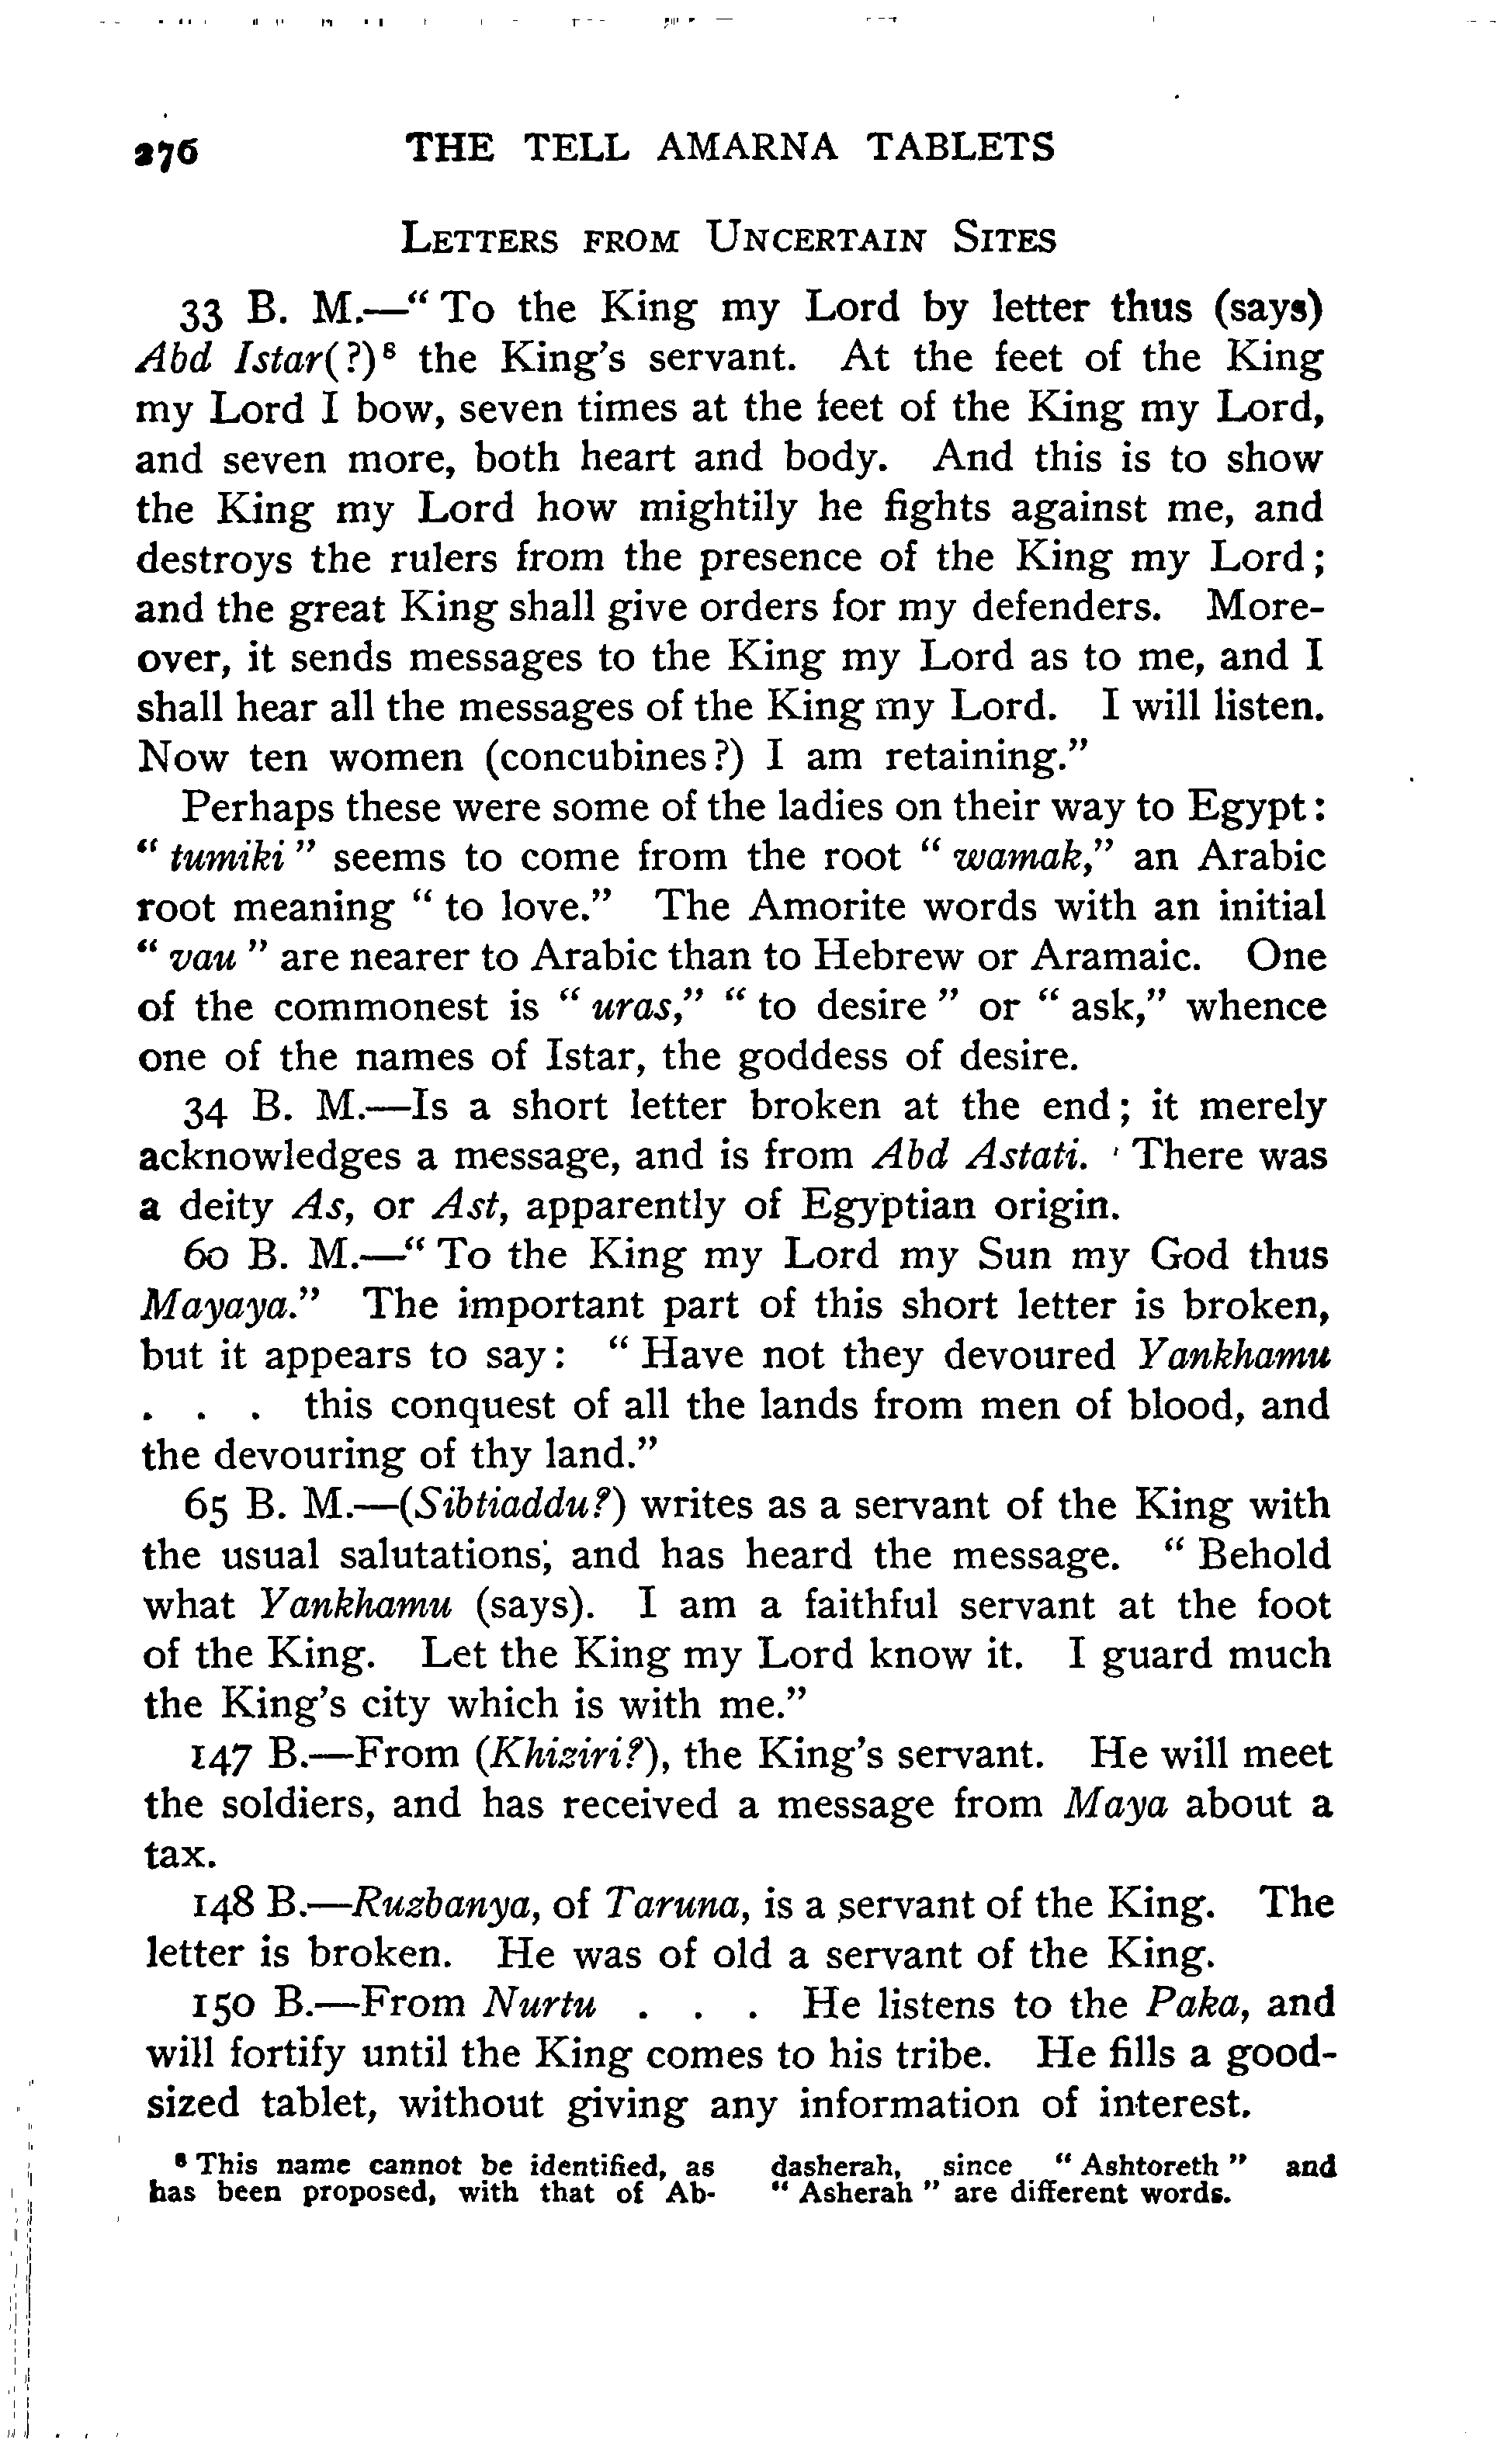 276 THE TELL AMARNA TABLETS
LETTERS FROM UNCERTAIN SITES
33 B. M.—“ To the King my Lord by letter thus (says)
Abd Istar(?)⁸ the King’s servant. At the feet of the King
my Lord I bow, seven times at the feet of the King my Lord,
and seven more, both heart and body. And this is to show
the King my Lord how mightily he fights against me, and
destroys the rulers from the presence of the King my Lord;
and the great King shall give orders for my defenders. More-
over, it sends messages to the King my Lord as to me, and I
shall hear all the messages of the King my Lord. I will listen.
Now ten women (concubines?) I am retaining.”
Perhaps these were some of the ladies on their way to Egypt:
“ tumiki ” seems to come from the root “ wamak,” an Arabic
root meaning “ to love.” The Amorite words with an initial
“ vau ” are nearer to Arabic than to Hebrew or Aramaic. One
of the commonest is “ uras,” “ to desire ” or “ ask,” whence
one of the names of Istar, the goddess of desire.
34 B. M.—Is a short letter broken at the end; it merely
acknowledges a message, and is from Abd Astati. There was
a deity As, or Ast, apparently of Egyptian origin.
60 B. M.—“ To the King my Lord my Sun my God thus
Mayaya.” The important part of this short letter is broken,
but it appears to say: “ Have not they devoured Yankhamu
. . . this conquest of all the lands from men of blood, and
the devouring of thy land.”
65 B. M.—(Sibtiaddu?) writes as a servant of the King with
the usual salutations, and has heard the message. “ Behold
what Yankhamu (says). I am a faithful servant at the foot
of the King. Let the King my Lord know it. I guard much
the King’s city which is with me.”
147 B.—From (Khiziri?), the King’s servant. He will meet
the soldiers, and has received a message from Maya about a
tax.
148 B.—Ruzbanya, of Taruna, is a servant of the King. The
letter is broken. He was of old a servant of the King.
150 B.—From Nurtu . . . He listens to the Paka, and
will fortify until the King comes to his tribe. He fills a good-
sized tablet, without giving any information of interest.
⁸ This name cannot be identified, as
has been proposed, with that of Ab-
dasherah, since “ Ashtoreth ” and
“ Asherah ” are different words.